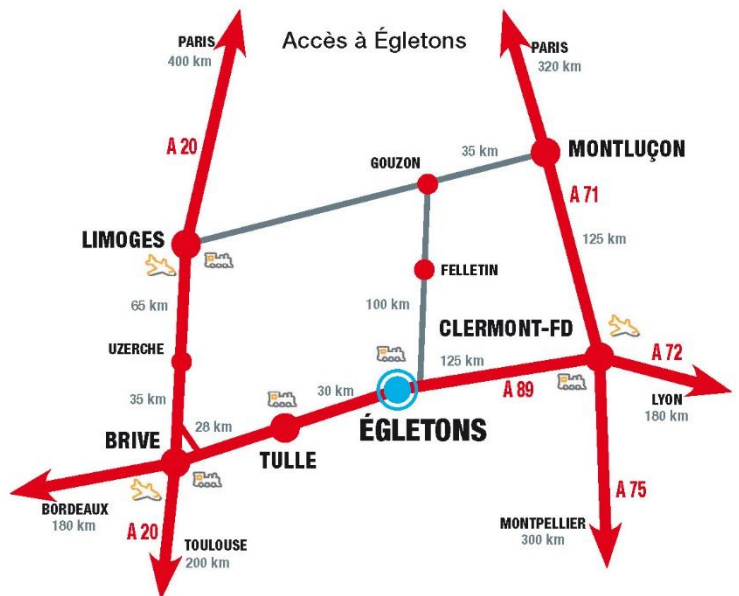 Accès à Égletons
PARIS
400 km
PARIS
320 km
A 20
35 km
MONTLUÇON
GOUZON
A 71
LIMOGES
125 km
FELLETIN
65 km
100 km
CLERMONT-FD
UZERCHE
125 km
A 72
A 89
LYON
180 km
35 km
30 km
28 km
ÉGLETONS
BRIVE
TULLE
A 75
BORDEAUX
180 km
A 20
MONTPELLIER
300 km
TOULOUSE
200 km